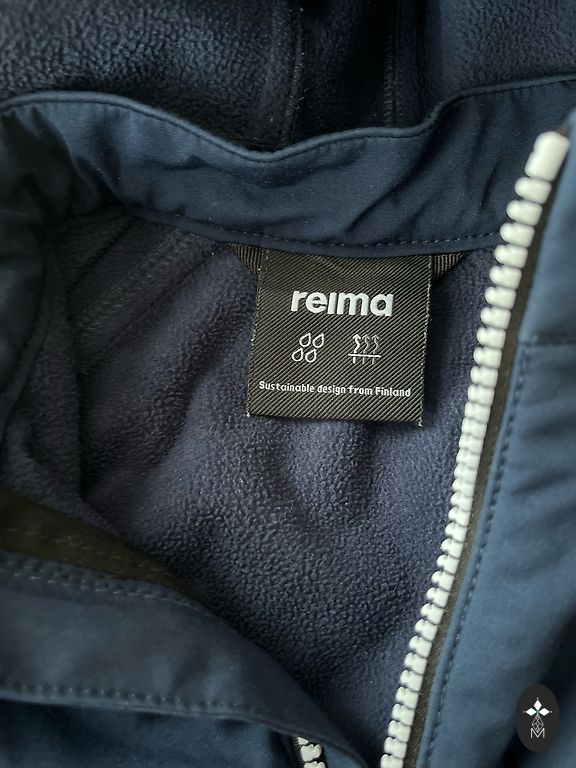 reima
Sustainable design from Finland
M